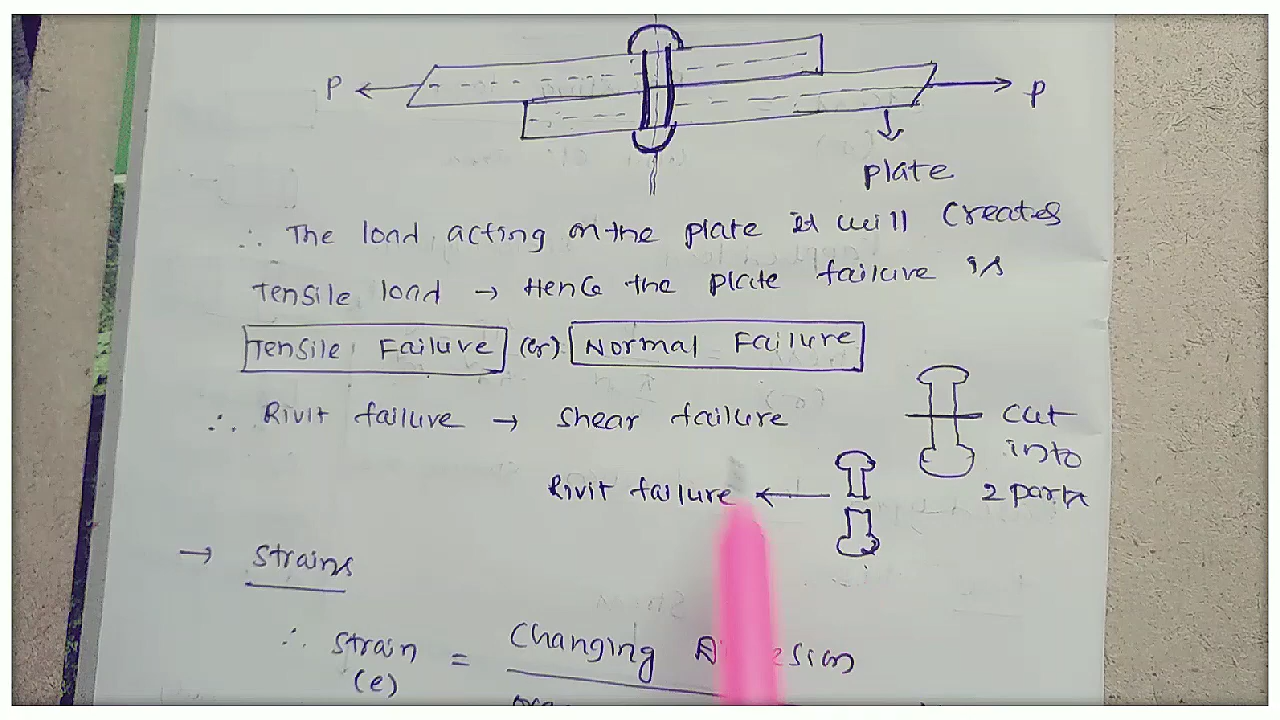 P P
plate
∴ The load acting on the plate it will Creates
Tensile load → Hence the plate failure is
Tensile Failure (or) Normal Failure
∴ Rivit failure → Shear failure
cut
into
2 parts
Rivit failure ←
→ Strains
∴ Strain = Changing
(e)